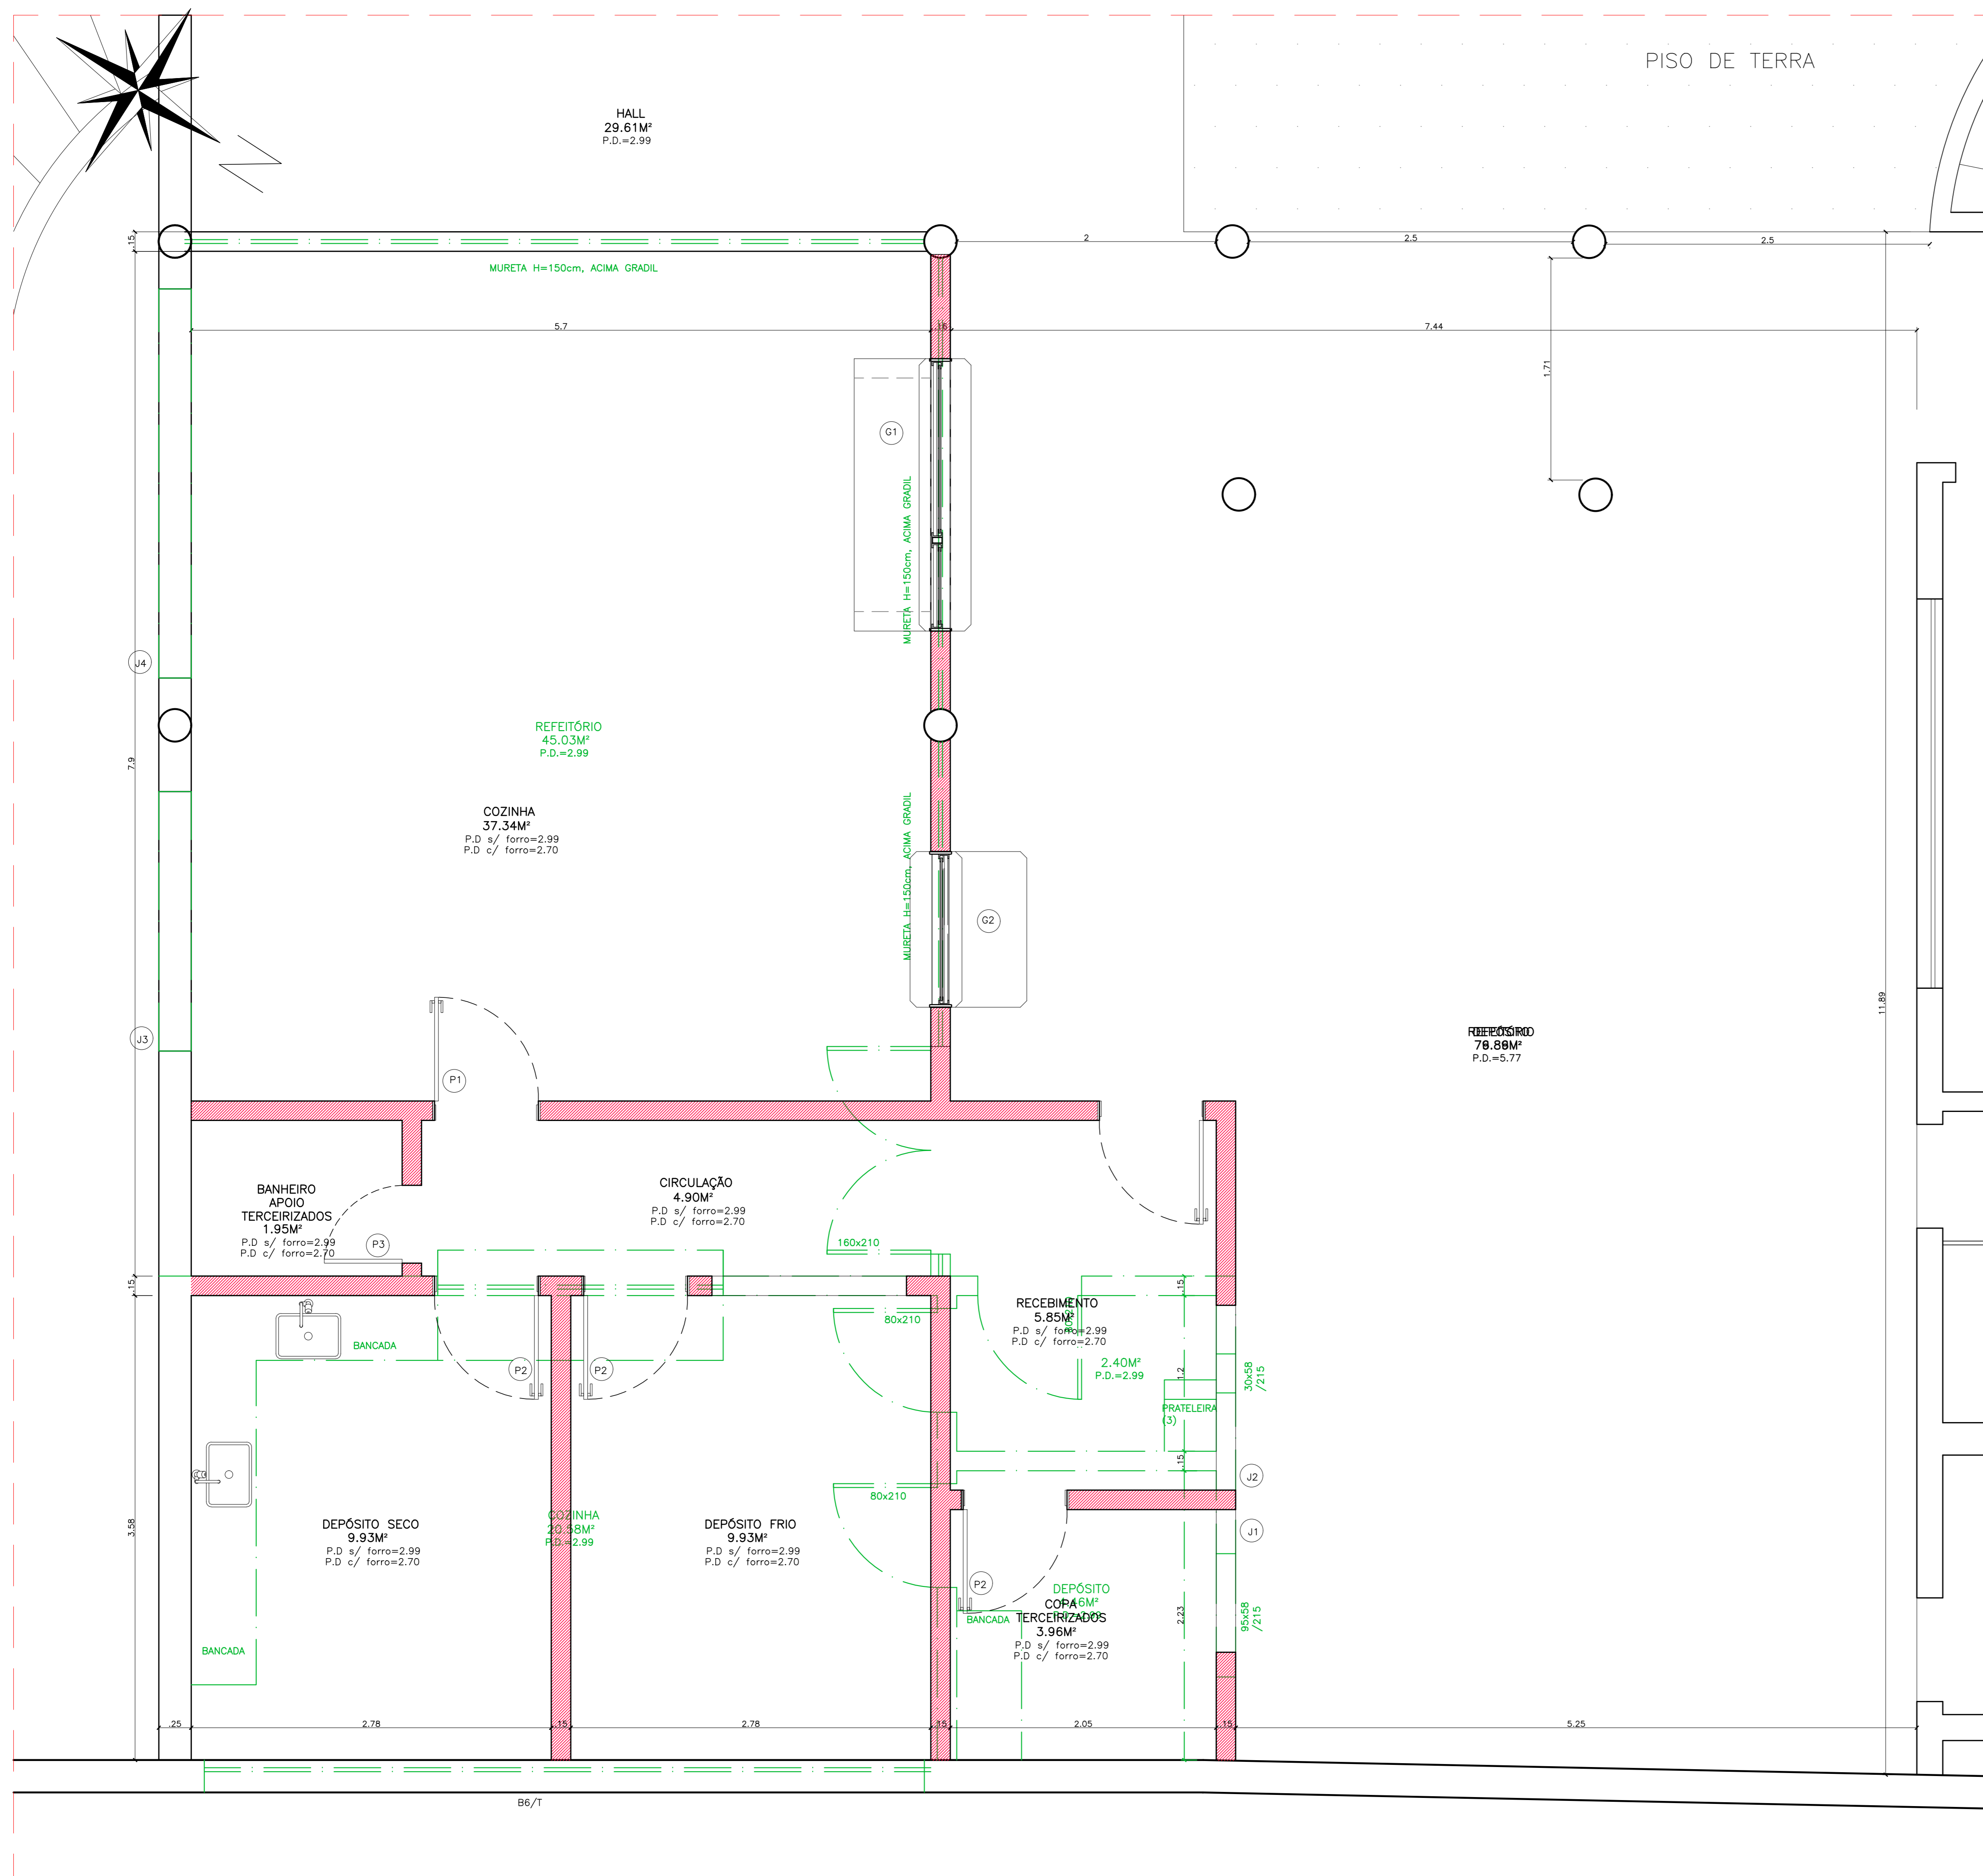 PISO DE TERRA
HALL
29.61M²
P.D.=2.99
.15
2
2.5
2.5
MURETA H=150cm, ACIMA GRADIL
5.7
7.44
1.71
G1
MURETA H=150cm, ACIMA GRADIL
J4
REFEITÓRIO
45.03M²
P.D.=2.99
7.9
COZINHA
37.34M²
P.D s/ forro=2.99
P.D c/ forro=2.70
MURETA H=150cm, ACIMA GRADIL
G2
11.89
J3
P.D.=5.77
P1
BANHEIRO
APOIO
TERCEIRIZADOS
1.95M²
P.D s/ forro=2.99
P.D c/ forro=2.70
P3
CIRCULAÇÃO
4.90M²
P.D s/ forro=2.99
P.D c/ forro=2.70
160x210
.15
.15
RECEBIMENTO
5.85M²
P.D s/ forro=2.99
P.D c/ forro=2.70
80x210
BANCADA
P2
P2
2.40M²
P.D.=2.99
1.2
30x58
/215
PRATELEIRA
(3)
.15
J2
80x210
3.58
DEPÓSITO SECO
9.93M²
P.D s/ forro=2.99
P.D c/ forro=2.70
COZINHA
20.58M²
P.D.=2.99
DEPÓSITO FRIO
9.93M²
P.D s/ forro=2.99
P.D c/ forro=2.70
J1
P2
DEPÓSITO
COPA
TERCEIRIZADOS
3.96M²
P.D s/ forro=2.99
P.D c/ forro=2.70
BANCADA
2.23
95x58
/215
BANCADA
.25
2.78
.15
2.78
.15
2.05
.15
5.25
B6/T